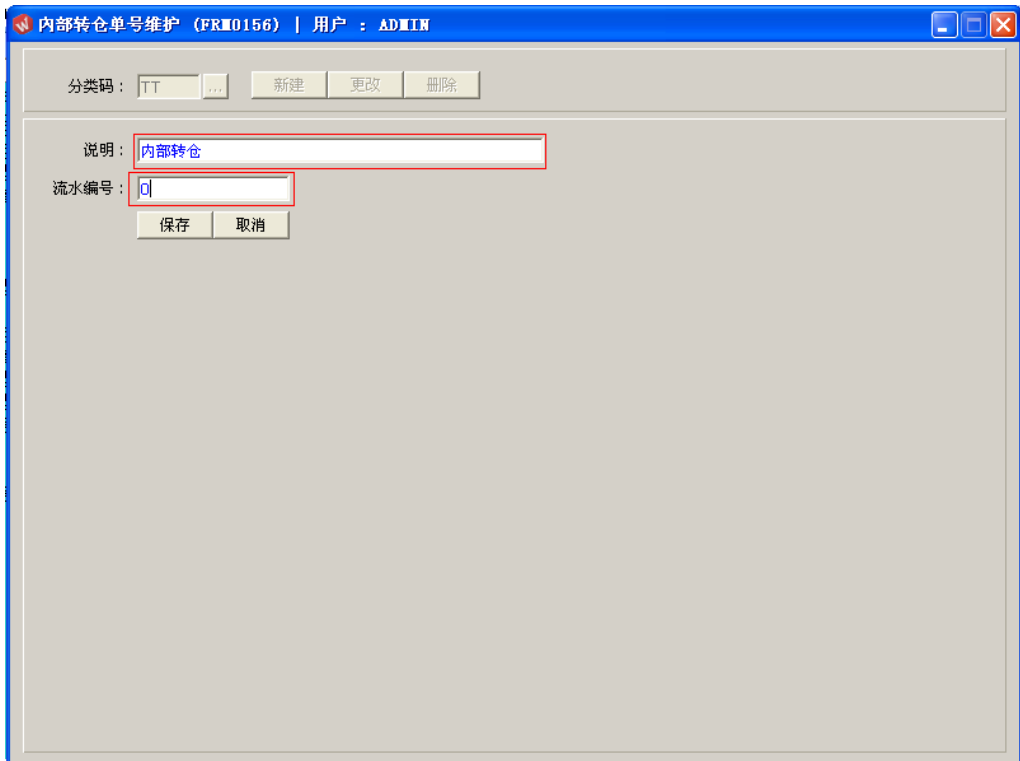 内部转仓单号维护 (FRM0156) | 用户 : ADMIN
分类码: TT ... 新建 更改 删除
说明: 内部转仓
流水编号: 0
保存 取消